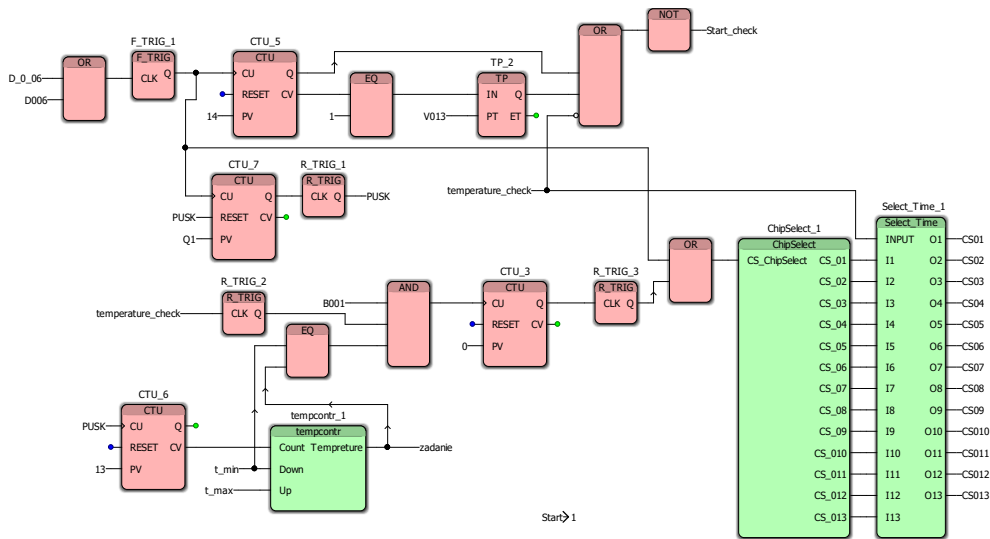 NOT
OR
Start_check
F_TRIG_1
CTU_5
OR
F_TRIG
CTU
TP_2
D_0_06
CLK Q
CU Q
EQ
TP
D006
RESET CV
IN Q
14 PV
1
V013 PT ET
CTU_7
R_TRIG_1
CTU
R_TRIG
temperature_check
CU Q
CLK Q
PUSK
PUSK RESET CV
Select_Time_1
Q1 PV
ChipSelect_1
Select_Time
OR
ChipSelect
INPUT O1 CS01
CS_ChipSelect CS_01 I1 O2 CS02
R_TRIG_2
CTU_3
R_TRIG_3
CS_02 I2 O3 CS03
R_TRIG
AND
CTU
R_TRIG
B001
CU Q
CLK Q
CS_03 I3 O4 CS04
temperature_check
CLK Q
EQ
RESET CV
CS_04 I4 O5 CS05
0 PV
CS_05 I5 O6 CS06
CS_06 I6 O7 CS07
CTU_6
CS_07 I7 O8 CS08
CTU
tempcontr_1
CS_08 I8 O9 CS09
PUSK CU Q
tempcontr
CS_09 I9 O10 CS010
RESET CV
Count Tempreture
zadanie
CS_010 I10 O11 CS011
13 PV
t_min
Down
CS_011 I11 O12 CS012
t_max
Up
CS_012 I12 O13 CS013
Start 1
CS_013 I13